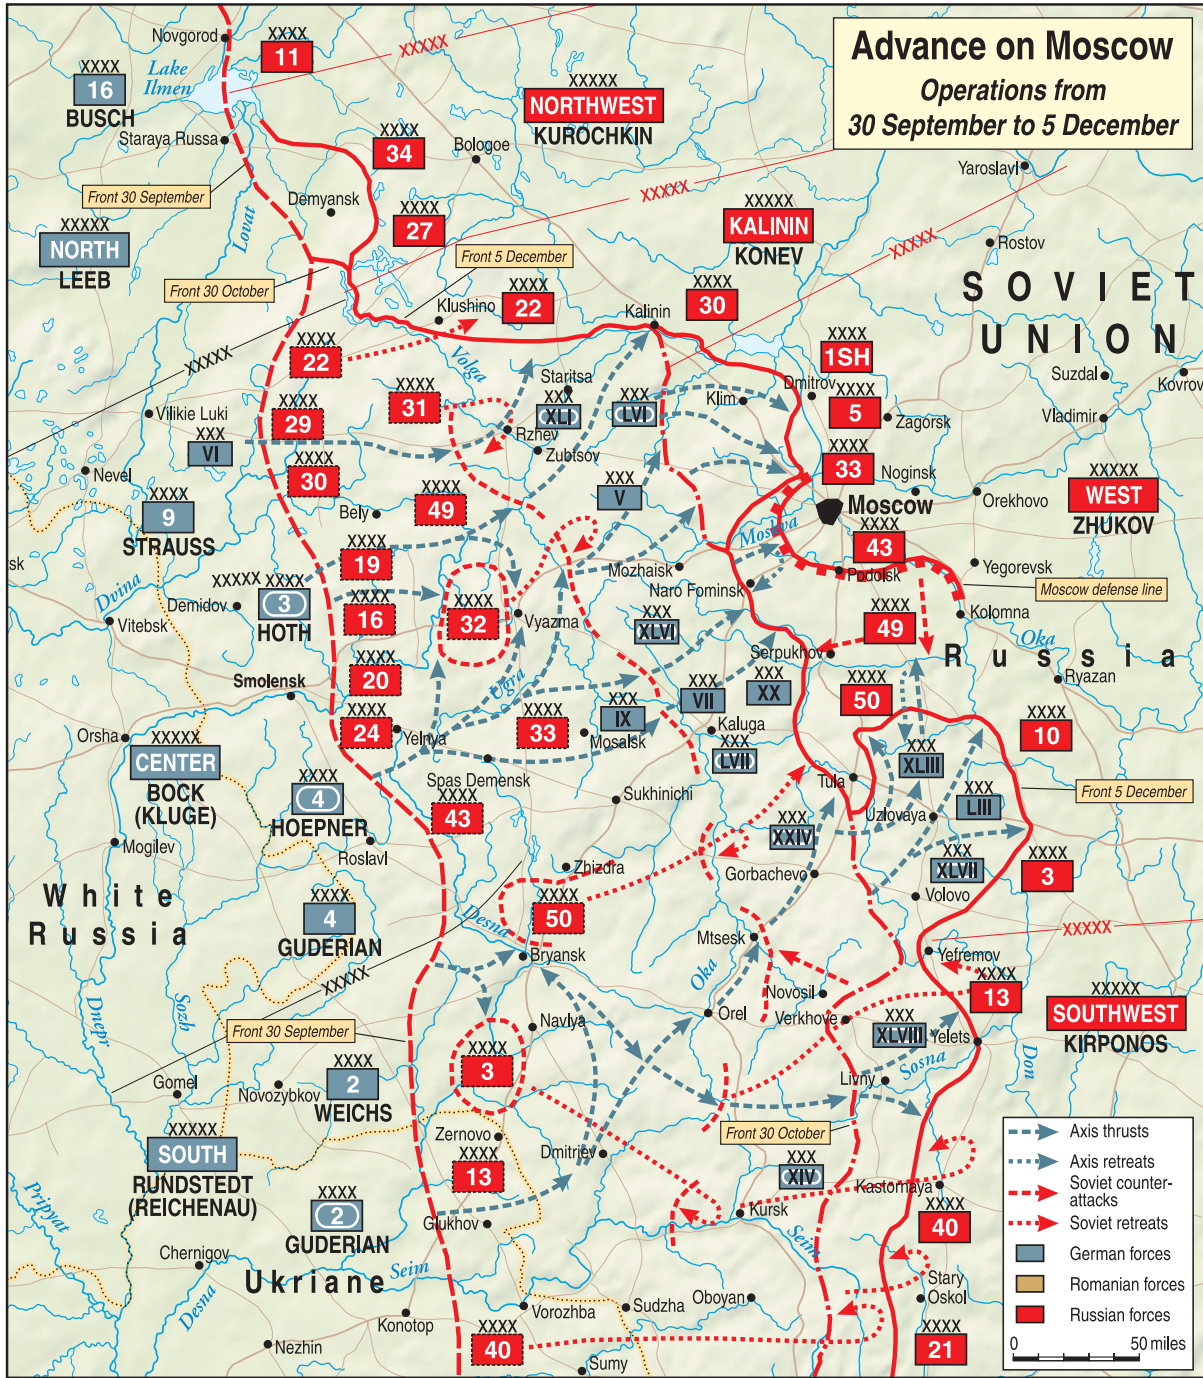 Advance on Moscow
Operations from
30 September to 5 December
Novgorod
XXXX
11
XXXXX
XXXX
16
BUSCH
Lake
Ilmen
XXXXX
NORTHWEST
KUROCHKIN
Staraya Russa
XXXX
34
Bologoe
Yaroslavl
Front 30 September
Demyansk
XXXXX
Lovat
XXXX
27
XXXXX
KALININ
KONEV
XXXXX
Rostov
XXXXX
NORTH
LEEB
Front 5 December
Front 30 October
SOVIET
UNION
Klushino
XXXX
22
XXXX
30
Kalinin
XXXXX
XXXX
22
Volga
XXXX
1SH
Staritsa
Dmitrov
Suzdal
Kovrov
XXXX
29
XXXX
31
XXX
XLI
XXX
LVI
Klim
XXXX
5
Zagorsk
Vladimir
Vilikie Luki
XXX
VI
Rzhev
Zubtsov
Nevel
XXXX
30
XXXX
33
Noginsk
Orekhovo
XXXXX
WEST
ZHUKOV
XXX
V
Bely
XXXX
49
Moscow
XXXX
9
STRAUSS
Moskva
XXXX
43
sk
XXXX
19
Mozhaisk
Podolsk
Yegorevsk
Dvina
XXXXX
XXXX
3
HOTH
Demidov
Naro Fominsk
Moscow defense line
Vitebsk
XXXX
16
XXXX
32
Vyazma
XXX
XLVI
XXXX
49
Kolomna
Oka
Serpukhov
Russia
Smolensk
XXXX
20
Ugra
XXX
VII
XXX
XX
XXXX
50
Ryazan
Orsha
XXXX
24
Yelnya
XXXX
33
Mosalsk
XXX
IX
Kaluga
XXX
LVII
XXX
XLIII
XXXX
10
XXXXX
CENTER
BOCK
(KLUGE)
Spas Demensk
Tula
Front 5 December
XXXX
4
HOEPNER
XXXX
43
Sukhinichi
Uzlovaya
XXX
LIII
XXX
XXIV
Mogilev
Roslavl
Zhizdra
Gorbachevo
XXX
XLVII
XXXX
3
White
Russia
Volovo
XXXX
4
GUDERIAN
XXXX
50
Desna
XXXXX
Mtsesk
Yefremov
Bryansk
XXXXX
Oka
XXXX
13
XXXXX
SOUTHWEST
KIRPONOS
Dnepr
Sozh
Novosil
Front 30 September
Navlya
Orel
Verkhove
XXX
XLVIII
Yelets
Sosna
Don
Gomel
Novozybkov
XXXX
2
WEICHS
XXXX
3
Livny
XXXXX
SOUTH
RUNDSTEDT
(REICHENAU)
Zernovo
Front 30 October
Axis thrusts
Axis retreats
Soviet counter-
attacks
Soviet retreats
German forces
Romanian forces
Russian forces
0
50 miles
Dmitriev
XXXX
13
XXX
XIV
Kastornaya
Pripyat
XXXX
2
GUDERIAN
Glukhov
Kursk
XXXX
40
Seim
Chernigov
Ukriane
Seim
Desna
Stary
Oskol
Vorozhba
Sudzha
Oboyan
Konotop
Nezhin
XXXX
40
XXXX
21
Sumy